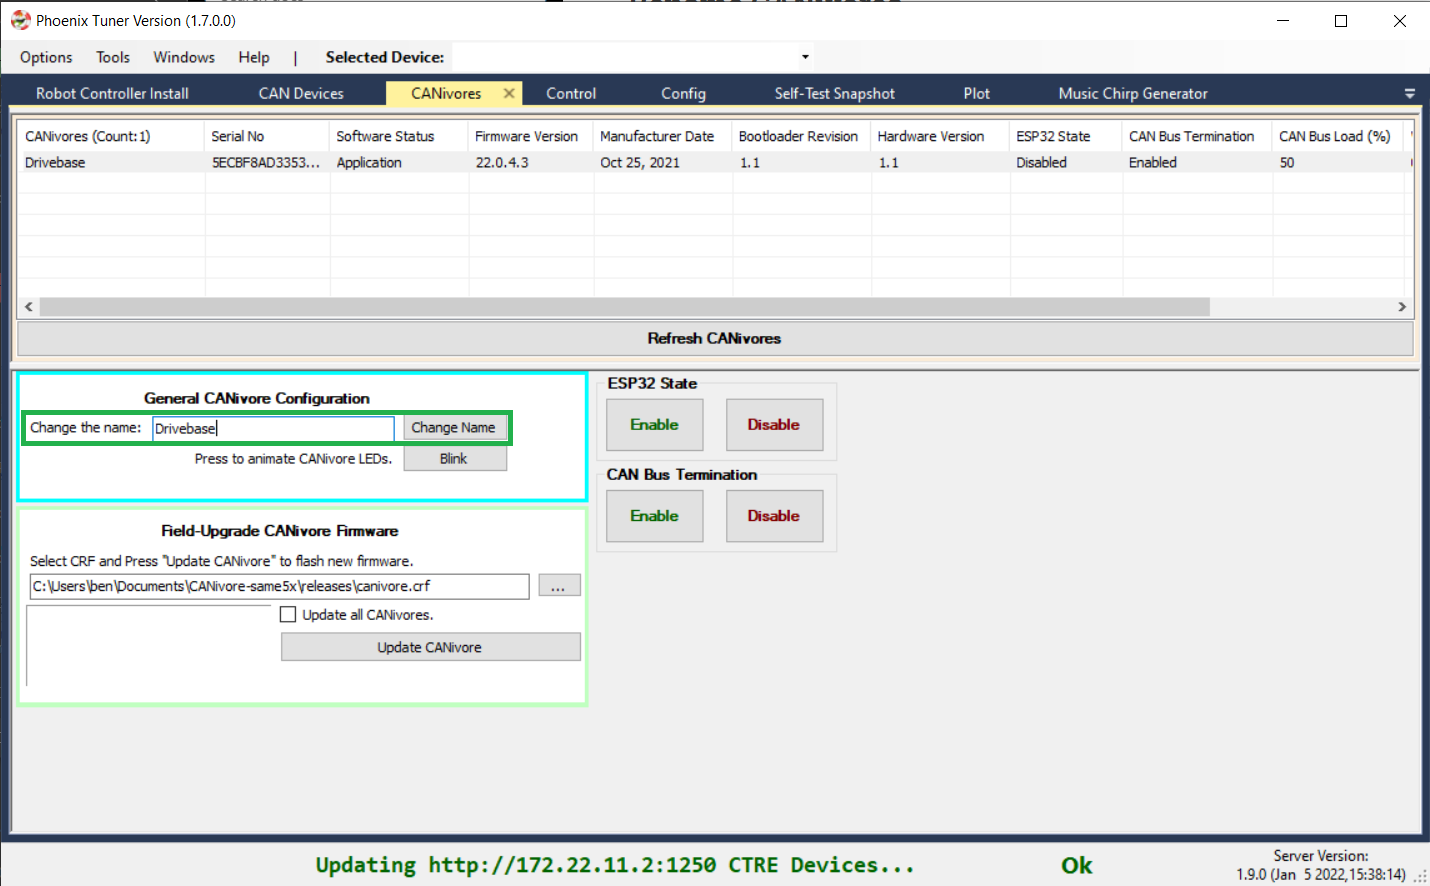 Phoenix Tuner Version (1.7.0.0)
Options Tools Windows Help | Selected Device:
Robot Controller Install CAN Devices CANivores Control Config Self-Test Snapshot Plot Music Chirp Generator
CANivores (Count:1) Serial No Software Status Firmware Version Manufacturer Date Bootloader Revision Hardware Version ESP32 State CAN Bus Termination CAN Bus Load (%)
Drivebase 5ECBF8AD3353... Application 22.0.4.3 Oct 25, 2021 1.1 1.1 Disabled Enabled 50
Refresh CANivores
General CANivore Configuration
Change the name: Drivebase Change Name
Press to animate CANivore LEDs. Blink
ESP32 State
Enable Disable
CAN Bus Termination
Enable Disable
Field-Upgrade CANivore Firmware
Select CRF and Press "Update CANivore" to flash new firmware.
C:\Users\ben\Documents\CANivore-same5x\releases\canivore.crf ...
Update all CANivores.
Update CANivore
Updating http://172.22.11.2:1250 CTRE Devices... Ok
Server Version:
1.9.0 (Jan 5 2022,15:38:14)